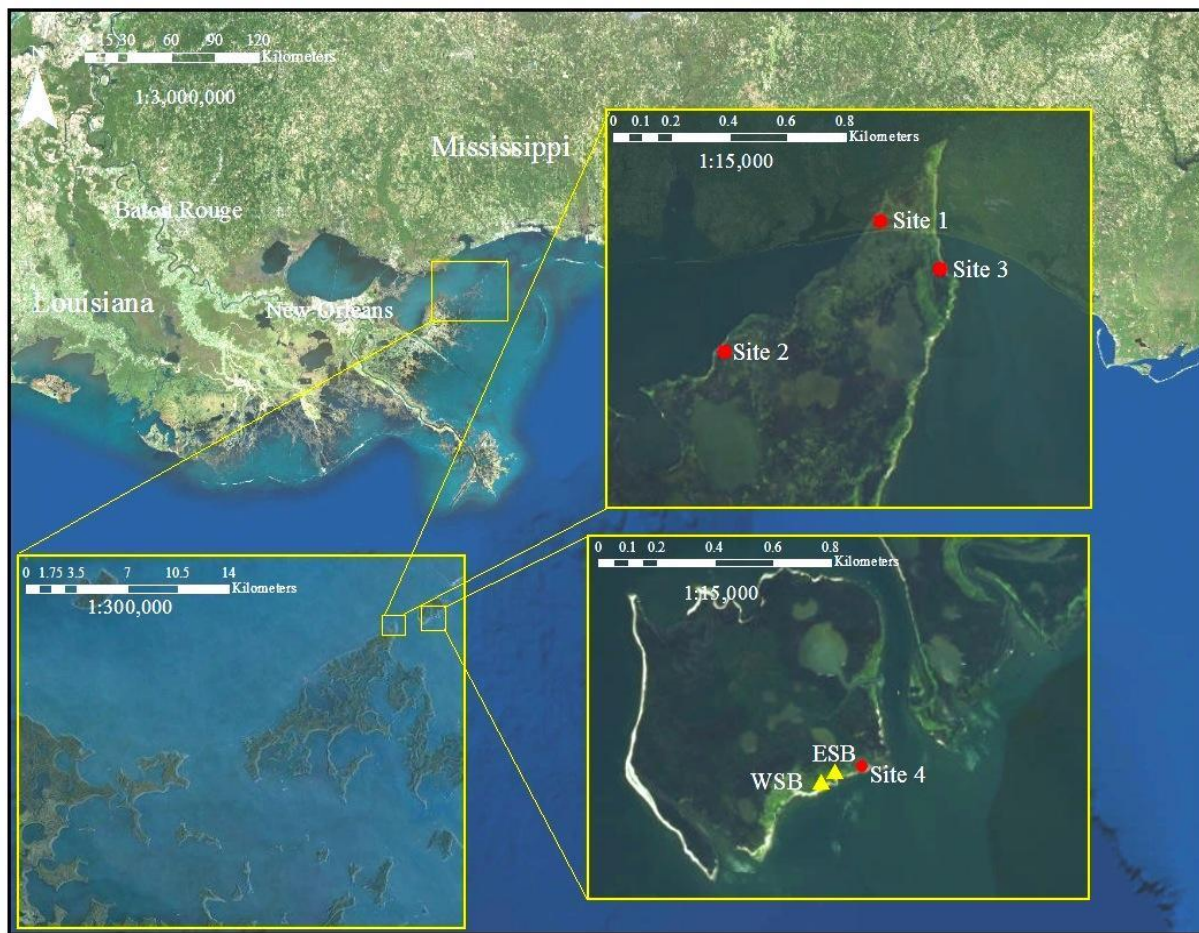 0 15 30 60 90 120
Kilometers
N
1:3,000,000
Mississippi
Baton Rouge
Louisiana
New Orleans
0 0.1 0.2 0.4 0.6 0.8
Kilometers
1:15,000
Site 1
Site 3
Site 2
0 1.75 3.5 7 10.5 14
Kilometers
1:300,000
0 0.1 0.2 0.4 0.6 0.8
Kilometers
1:15,000
ESB
WSB
Site 4